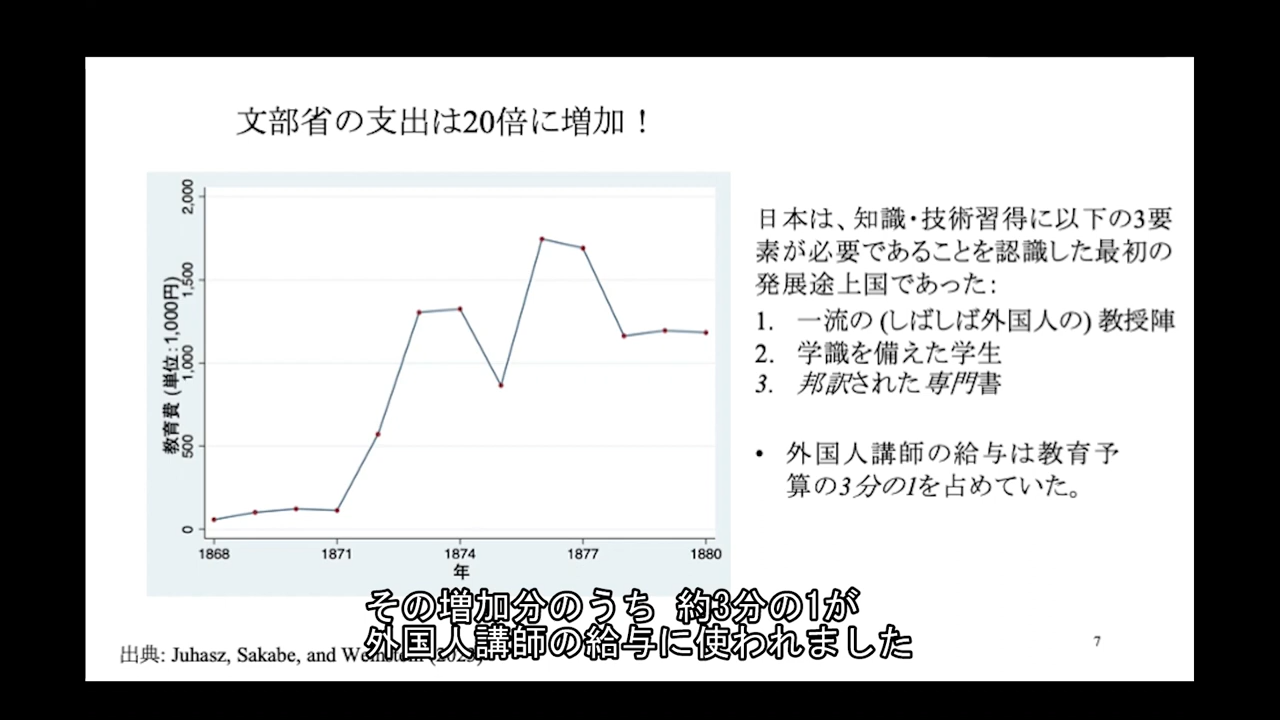 文部省の支出は20倍に増加！
教育費 (単位：1,000円)
2,000
1,500
1,000
500
0
1868
1871
1874
1877
1880
年
日本は、知識・技術習得に以下の3要
素が必要であることを認識した最初の
発展途上国であった：
1. 一流の (しばしば外国人の) 教授陣
2. 学識を備えた学生
3. 邦訳された専門書
• 外国人講師の給与は教育予
算の3分の1を占めていた。
その増加分のうち 約3分の1が
外国人講師の給与に使われました
出典: Juhasz, Sakabe, and
7